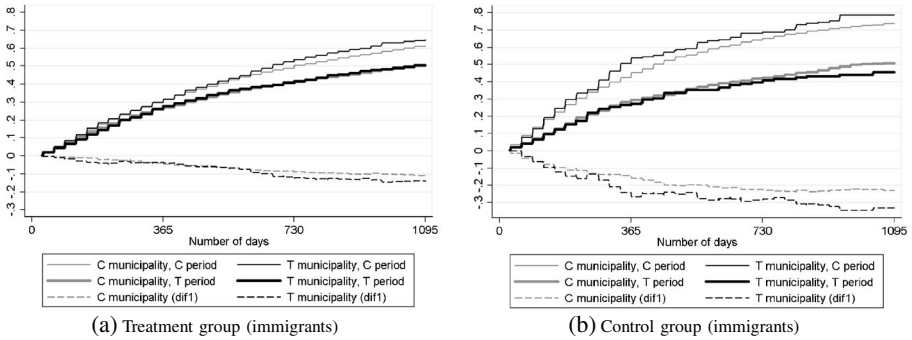 .8
.7
.6
.5
.4
.3
.2
.1
0
-.1
-.2
-.3
0 365 730 1095
Number of days
C municipality, C period T municipality, C period
C municipality, T period T municipality, T period
C municipality (dif1) T municipality (dif1)
(a) Treatment group (immigrants)
.8
.7
.6
.5
.4
.3
.2
.1
0
-.1
-.2
-.3
0 365 730 1095
Number of days
C municipality, C period T municipality, C period
C municipality, T period T municipality, T period
C municipality (dif1) T municipality (dif1)
(b) Control group (immigrants)